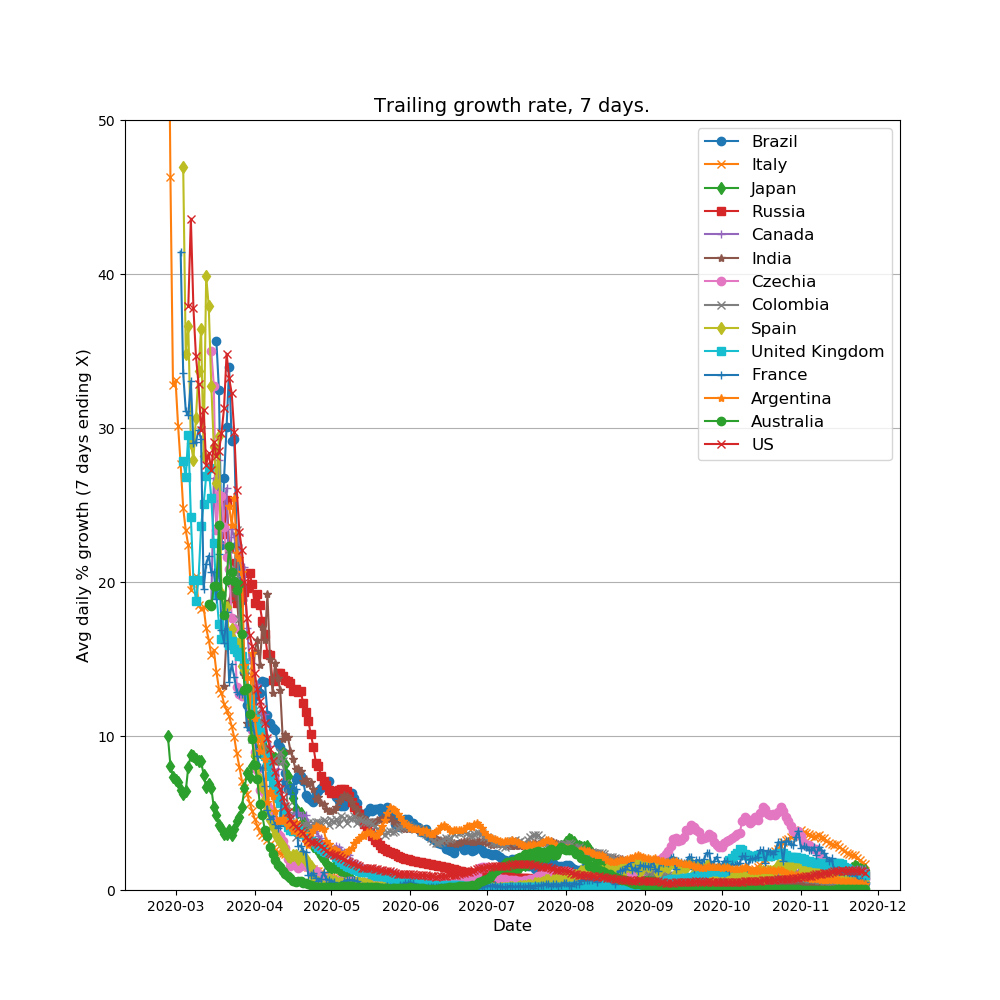 Trailing growth rate, 7 days.
50
40
30
20
10
0
Avg daily % growth (7 days ending X)
Brazil
Italy
Japan
Russia
Canada
India
Czechia
Colombia
Spain
United Kingdom
France
Argentina
Australia
US
2020-03 2020-04 2020-05 2020-06 2020-07 2020-08 2020-09 2020-10 2020-11 2020-12
Date